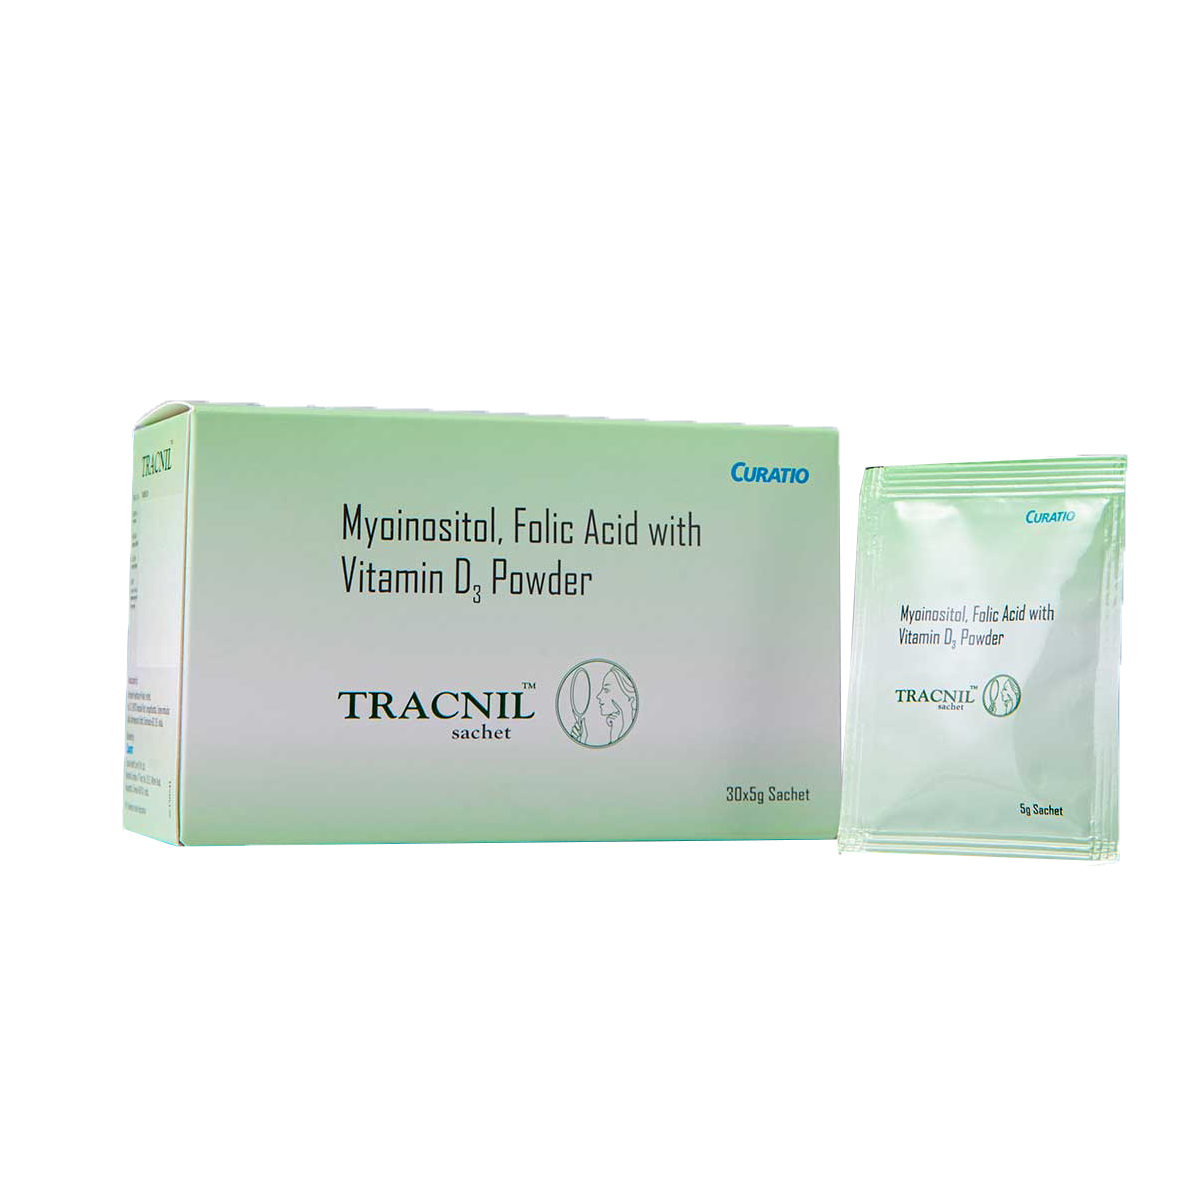 TRACNIL™
CURATIO
Myoinositol, Folic Acid with
Vitamin D3 Powder
TRACNIL™
sachet
30x5g Sachet
CURATIO
Myoinositol, Folic Acid with
Vitamin D3 Powder
TRACNIL™
sachet
5g Sachet